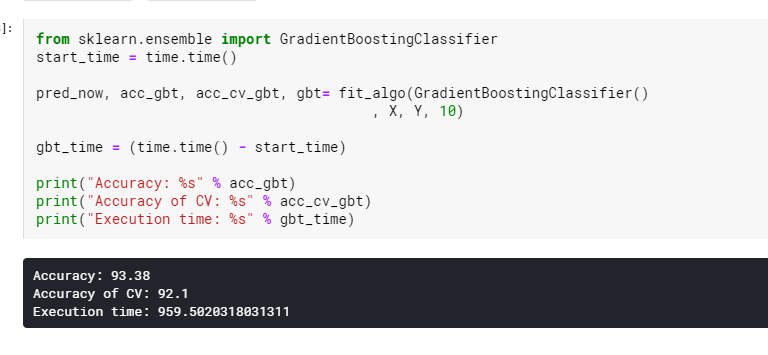 ]:
from sklearn.ensemble import GradientBoostingClassifier
start_time = time.time()
pred_now, acc_gbt, acc_cv_gbt, gbt= fit_algo(GradientBoostingClassifier()
, X, Y, 10)
gbt_time = (time.time() - start_time)
print("Accuracy: %s" % acc_gbt)
print("Accuracy of CV: %s" % acc_cv_gbt)
print("Execution time: %s" % gbt_time)
Accuracy: 93.38
Accuracy of CV: 92.1
Execution time: 959.5020318031311